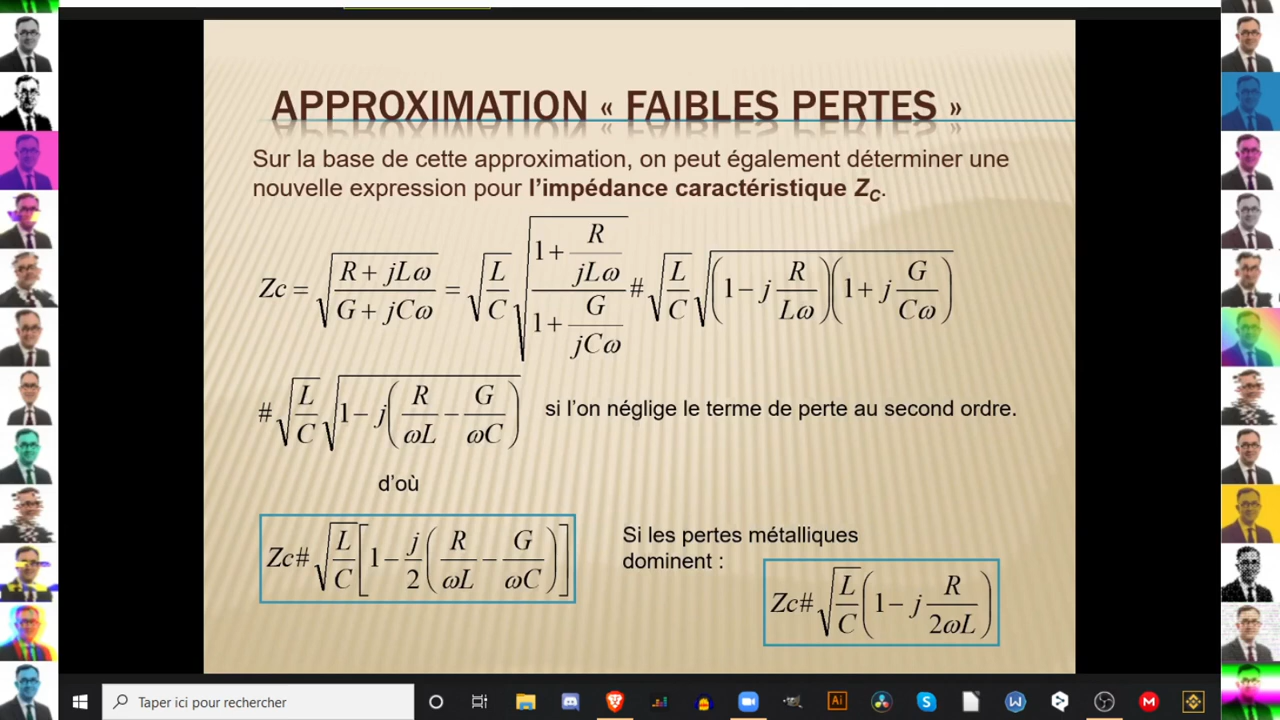 APPROXIMATION « FAIBLES PERTES »
Sur la base de cette approximation, on peut également déterminer une
nouvelle expression pour l'impédance caractéristique Z_C.
Zc = √((R + jLω)/(G + jCω)) = √(L/C) √((1 + R/(jLω))/(1 + G/(jCω))) # √(L/C) √((1 − j R/(Lω))(1 + j G/(Cω)))
# √(L/C) √(1 − j(R/(ωL) − G/(ωC))) si l'on néglige le terme de perte au second ordre.
d'où
Zc# √(L/C) [1 − j/2 (R/(ωL) − G/(ωC))]
Si les pertes métalliques
dominent :
Zc# √(L/C) (1 − j R/(2ωL))
Taper ici pour rechercher
Ai